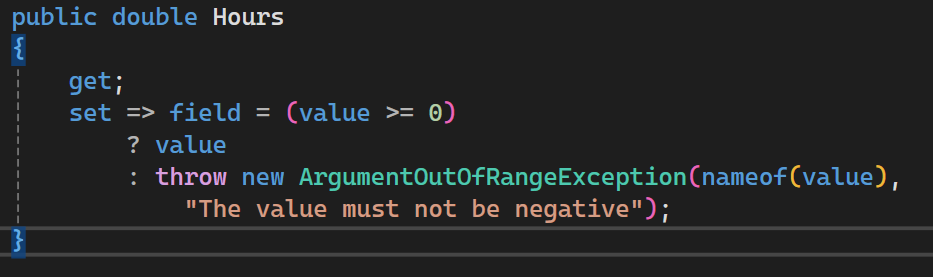 public double Hours
{
    get;
    set => field = (value >= 0)
        ? value
        : throw new ArgumentOutOfRangeException(nameof(value),
            "The value must not be negative");
}